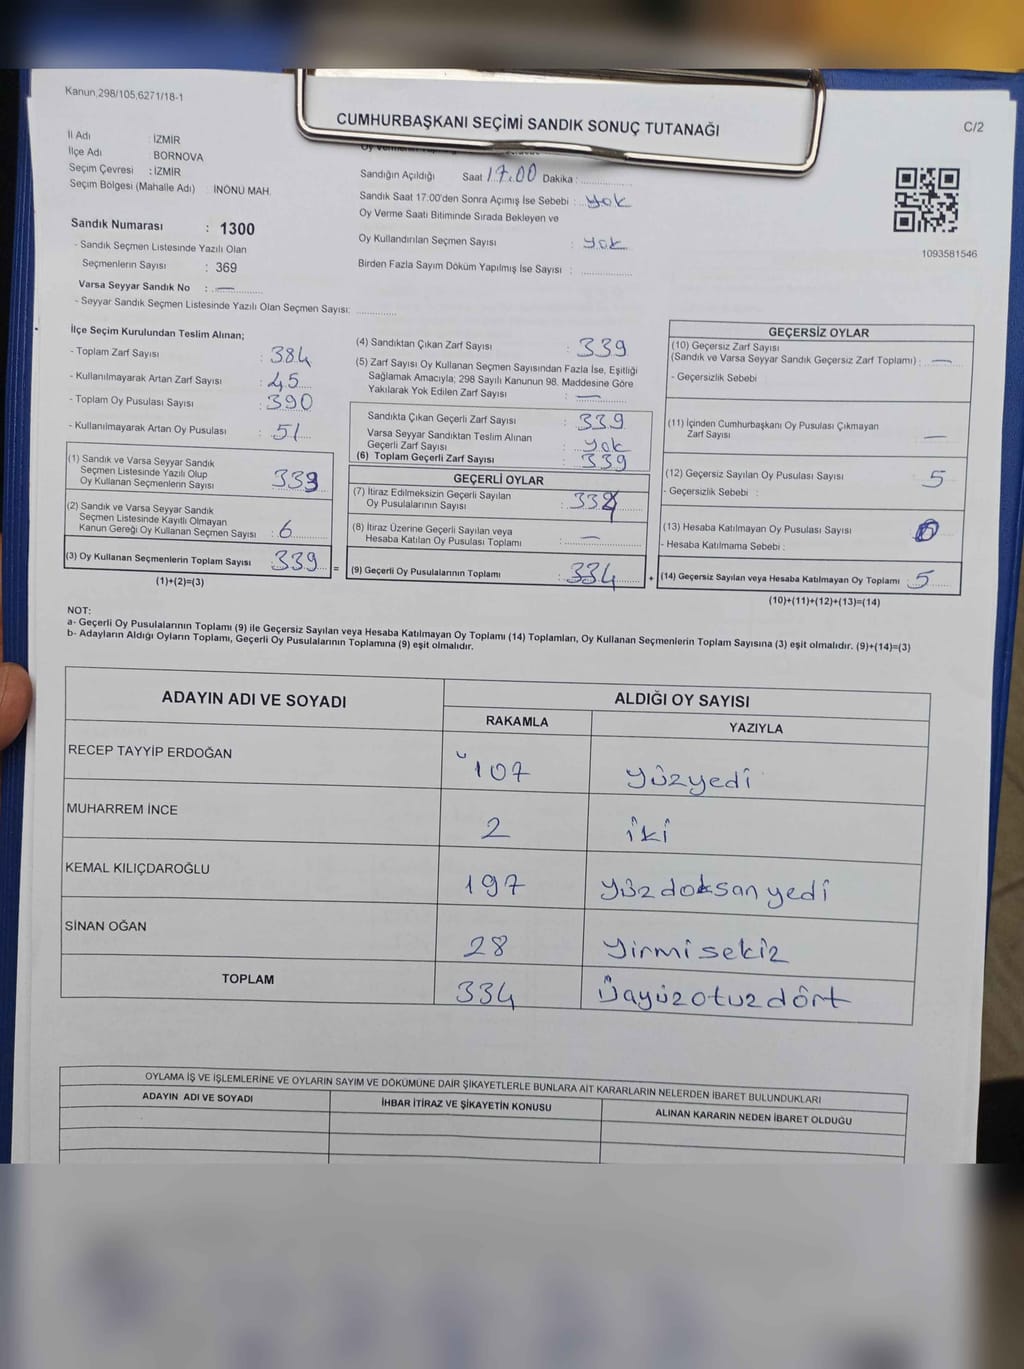 Kanun,298/105,6271/18-1
CUMHURBAŞKANI SEÇİMİ SANDIK SONUÇ TUTANAĞI
C/2
İl Adı : İZMİR
İlçe Adı BORNOVA
Seçim Çevresi : İZMİR
Seçim Bölgesi (Mahalle Adı) : İNÖNÜ MAH.
Sandık Numarası : 1300
- Sandık Seçmen Listesinde Yazılı Olan
Seçmenlerin Sayısı : 369
Varsa Seyyar Sandık No : —
- Seyyar Sandık Seçmen Listesinde Yazılı Olan Seçmen Sayısı:
Sandığın Açıldığı Saat 17.00 Dakika :
Sandık Saat 17:00'den Sonra Açımış İse Sebebi : yok
Oy Verme Saati Bitiminde Sırada Bekleyen ve
Oy Kullandırılan Seçmen Sayısı : yok
Birden Fazla Sayım Döküm Yapılmış İse Sayısı :
1093581546
İlçe Seçim Kurulundan Teslim Alınan;
- Toplam Zarf Sayısı : 384
- Kullanılmayarak Artan Zarf Sayısı : 45
- Toplam Oy Pusulası Sayısı : 390
- Kullanılmayarak Artan Oy Pusulası : 51
(1) Sandık ve Varsa Seyyar Sandık
Seçmen Listesinde Yazılı Olup
Oy Kullanan Seçmenlerin Sayısı 333
(2) Sandık ve Varsa Seyyar Sandık
Seçmen Listesinde Kayıtlı Olmayan
Kanun Gereği Oy Kullanan Seçmen Sayısı : 6
(3) Oy Kullanan Seçmenlerin Toplam Sayısı 339 =
(1)+(2)=(3)
(4) Sandıktan Çıkan Zarf Sayısı : 339
(5) Zarf Sayısı Oy Kullanan Seçmen Sayısından Fazla İse, Eşitliği
Sağlamak Amacıyla; 298 Sayılı Kanunun 98. Maddesine Göre
Yakılarak Yok Edilen Zarf Sayısı : —
Sandıkta Çıkan Geçerli Zarf Sayısı : 339
Varsa Seyyar Sandıktan Teslim Alınan
Geçerli Zarf Sayısı : yok
(6) Toplam Geçerli Zarf Sayısı : 339
GEÇERLİ OYLAR
(7) İtiraz Edilmeksizin Geçerli Sayılan
Oy Pusulalarının Sayısı : 334
(8) İtiraz Üzerine Geçerli Sayılan veya
Hesaba Katılan Oy Pusulası Toplamı : —
(9) Geçerli Oy Pusulalarının Toplamı : 334 +
GEÇERSİZ OYLAR
(10) Geçersiz Zarf Sayısı
(Sandık ve Varsa Seyyar Sandık Geçersiz Zarf Toplamı) : —
- Geçersizlik Sebebi :
(11) İçinden Cumhurbaşkanı Oy Pusulası Çıkmayan
Zarf Sayısı —
(12) Geçersiz Sayılan Oy Pusulası Sayısı 5
- Geçersizlik Sebebi :
(13) Hesaba Katılmayan Oy Pusulası Sayısı
- Hesaba Katılmama Sebebi :
(14) Geçersiz Sayılan veya Hesaba Katılmayan Oy Toplamı : 5
(10)+(11)+(12)+(13)=(14)
NOT:
a- Geçerli Oy Pusulalarının Toplamı (9) ile Geçersiz Sayılan veya Hesaba Katılmayan Oy Toplamı (14) Toplamları, Oy Kullanan Seçmenlerin Toplam Sayısına (3) eşit olmalıdır. (9)+(14)=(3)
b- Adayların Aldığı Oyların Toplamı, Geçerli Oy Pusulalarının Toplamına (9) eşit olmalıdır.
ADAYIN ADI VE SOYADI
ALDIĞI OY SAYISI
RAKAMLA YAZIYLA
RECEP TAYYİP ERDOĞAN 107 yüzyedi
MUHARREM İNCE 2 iki
KEMAL KILIÇDAROĞLU 197 yüzdoksanyedi
SİNAN OĞAN 28 Yirmisekiz
TOPLAM 334 Üayüzotuzdört
OYLAMA İŞ VE İŞLEMLERİNE VE OYLARIN SAYIM VE DÖKÜMÜNE DAİR ŞİKAYETLERLE BUNLARA AİT KARARLARIN NELERDEN İBARET BULUNDUKLARI
ADAYIN ADI VE SOYADI
İHBAR İTİRAZ VE ŞİKAYETİN KONUSU
ALINAN KARARIN NEDEN İBARET OLDUĞU